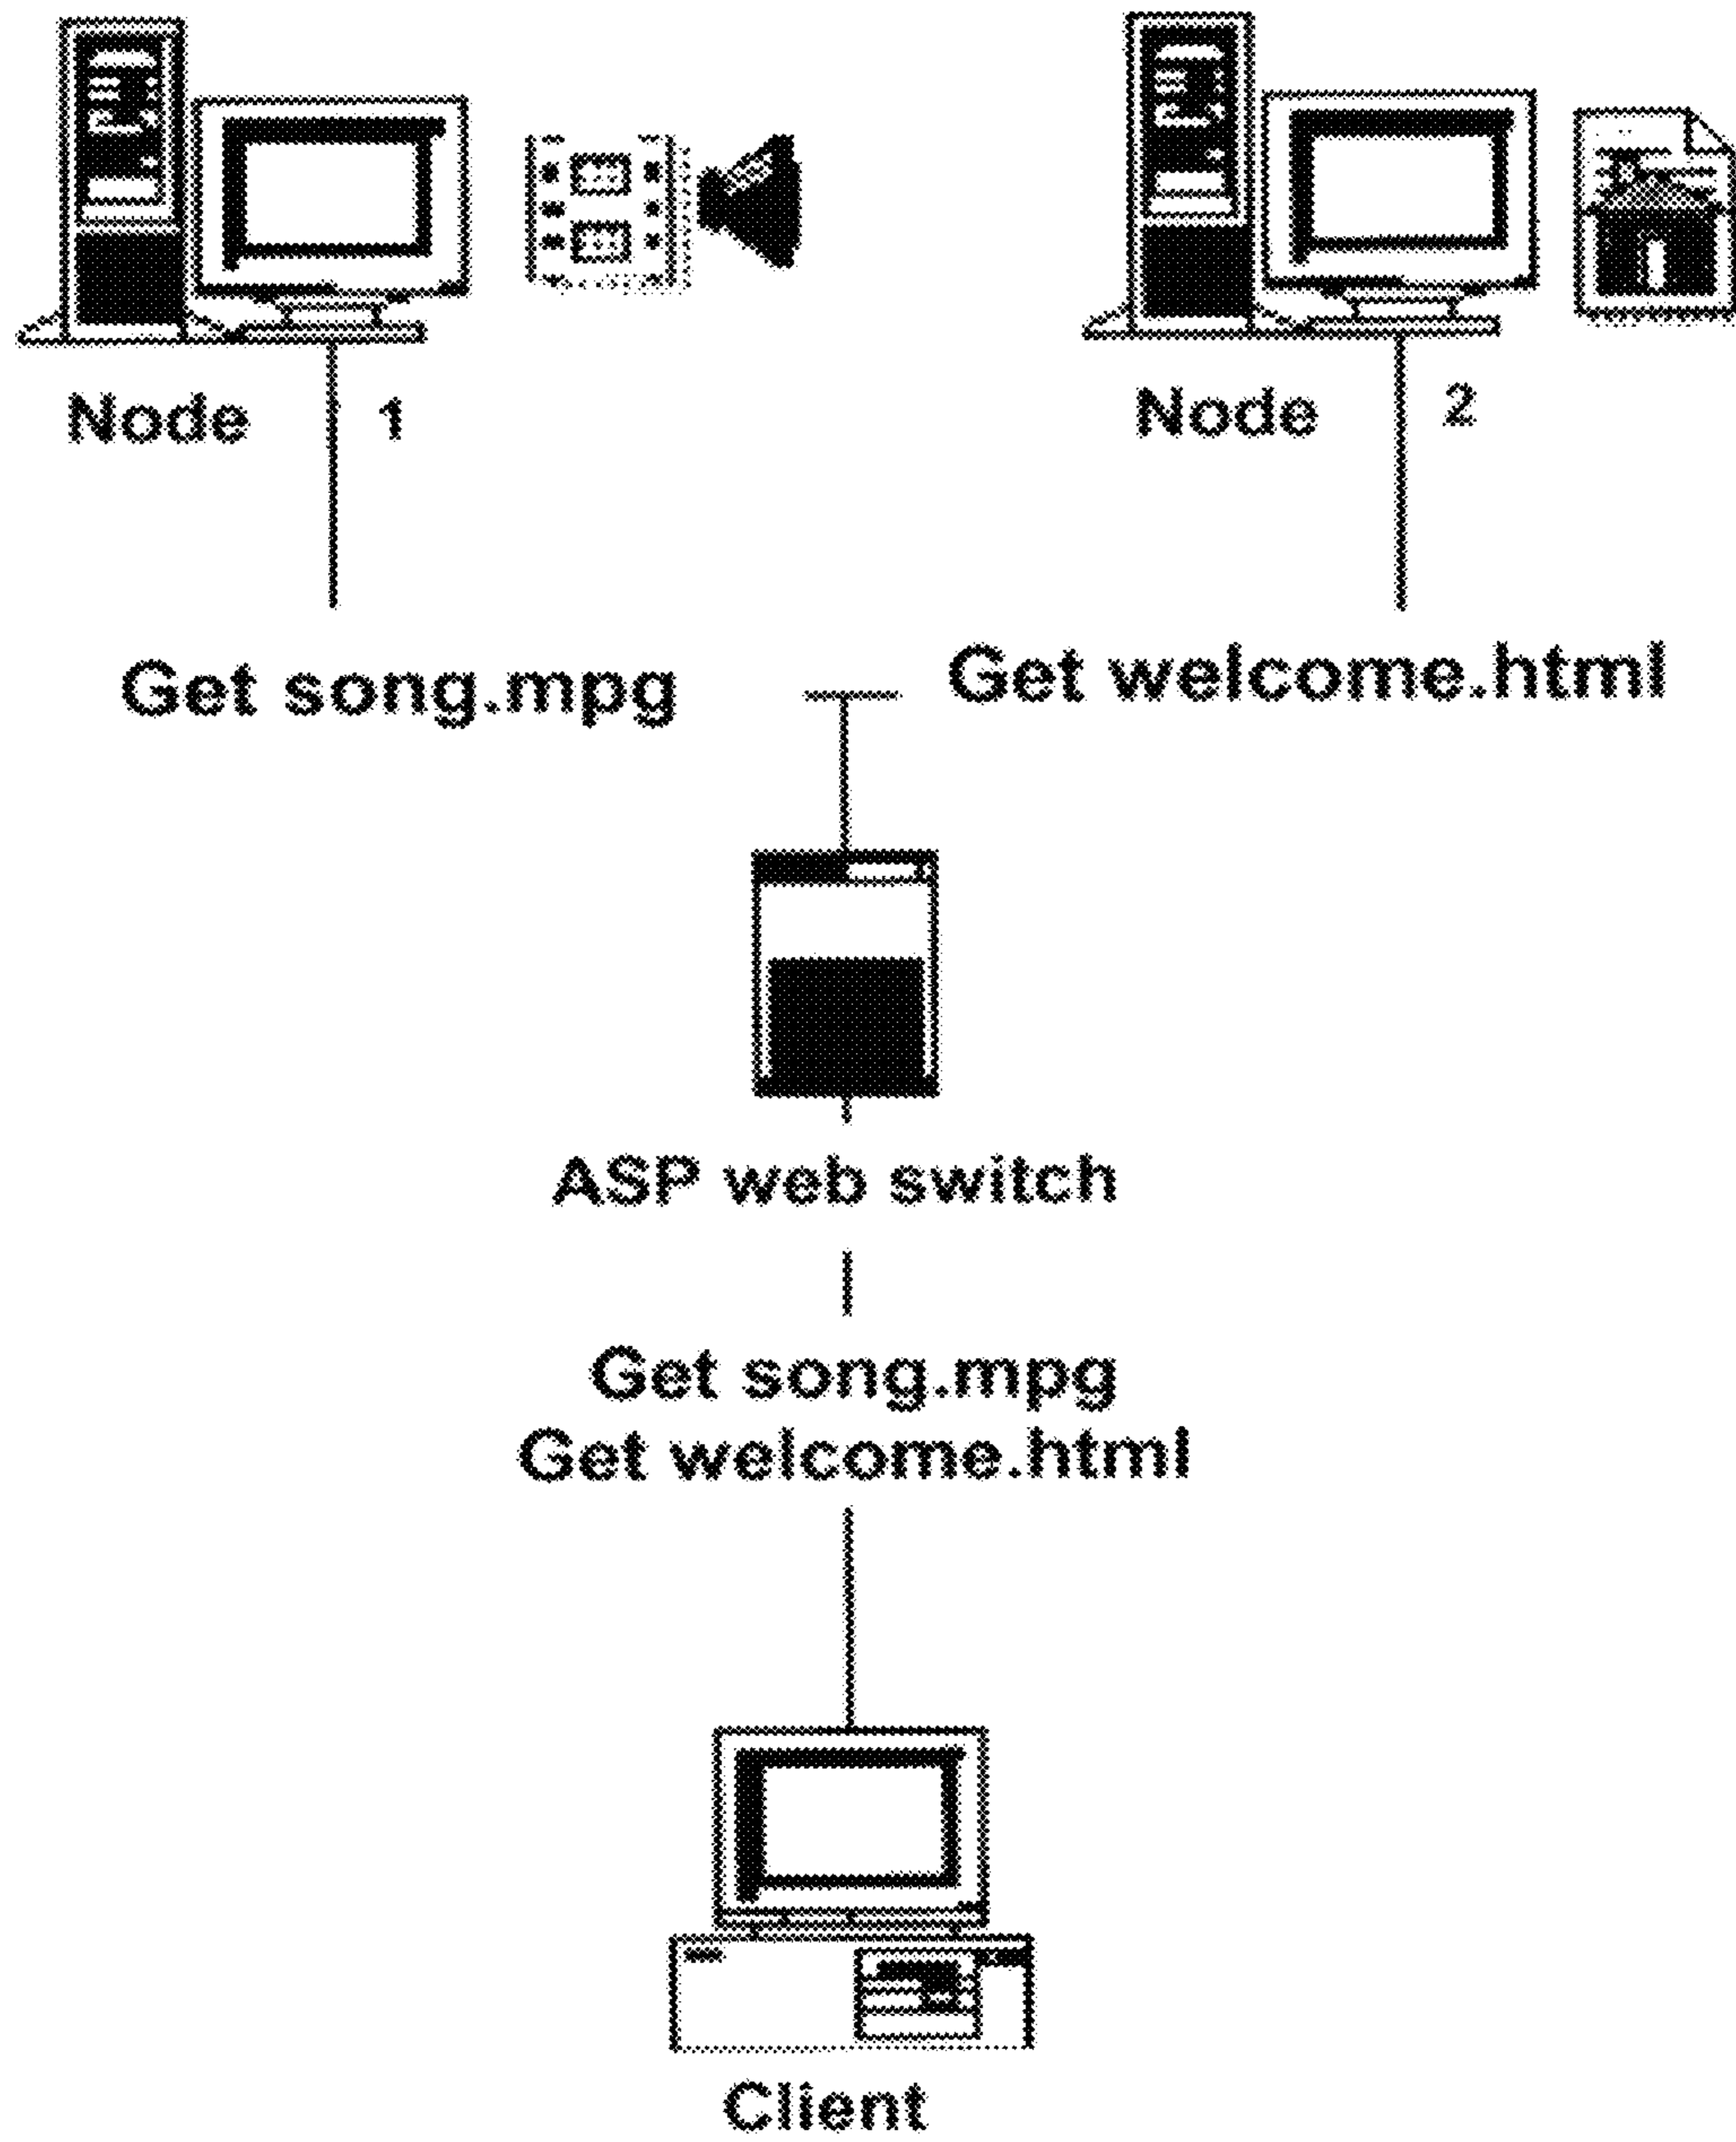 Node 1
Node 2
Get song.mpg
Get welcome.html
ASP web switch
Get song.mpg
Get welcome.html
Client